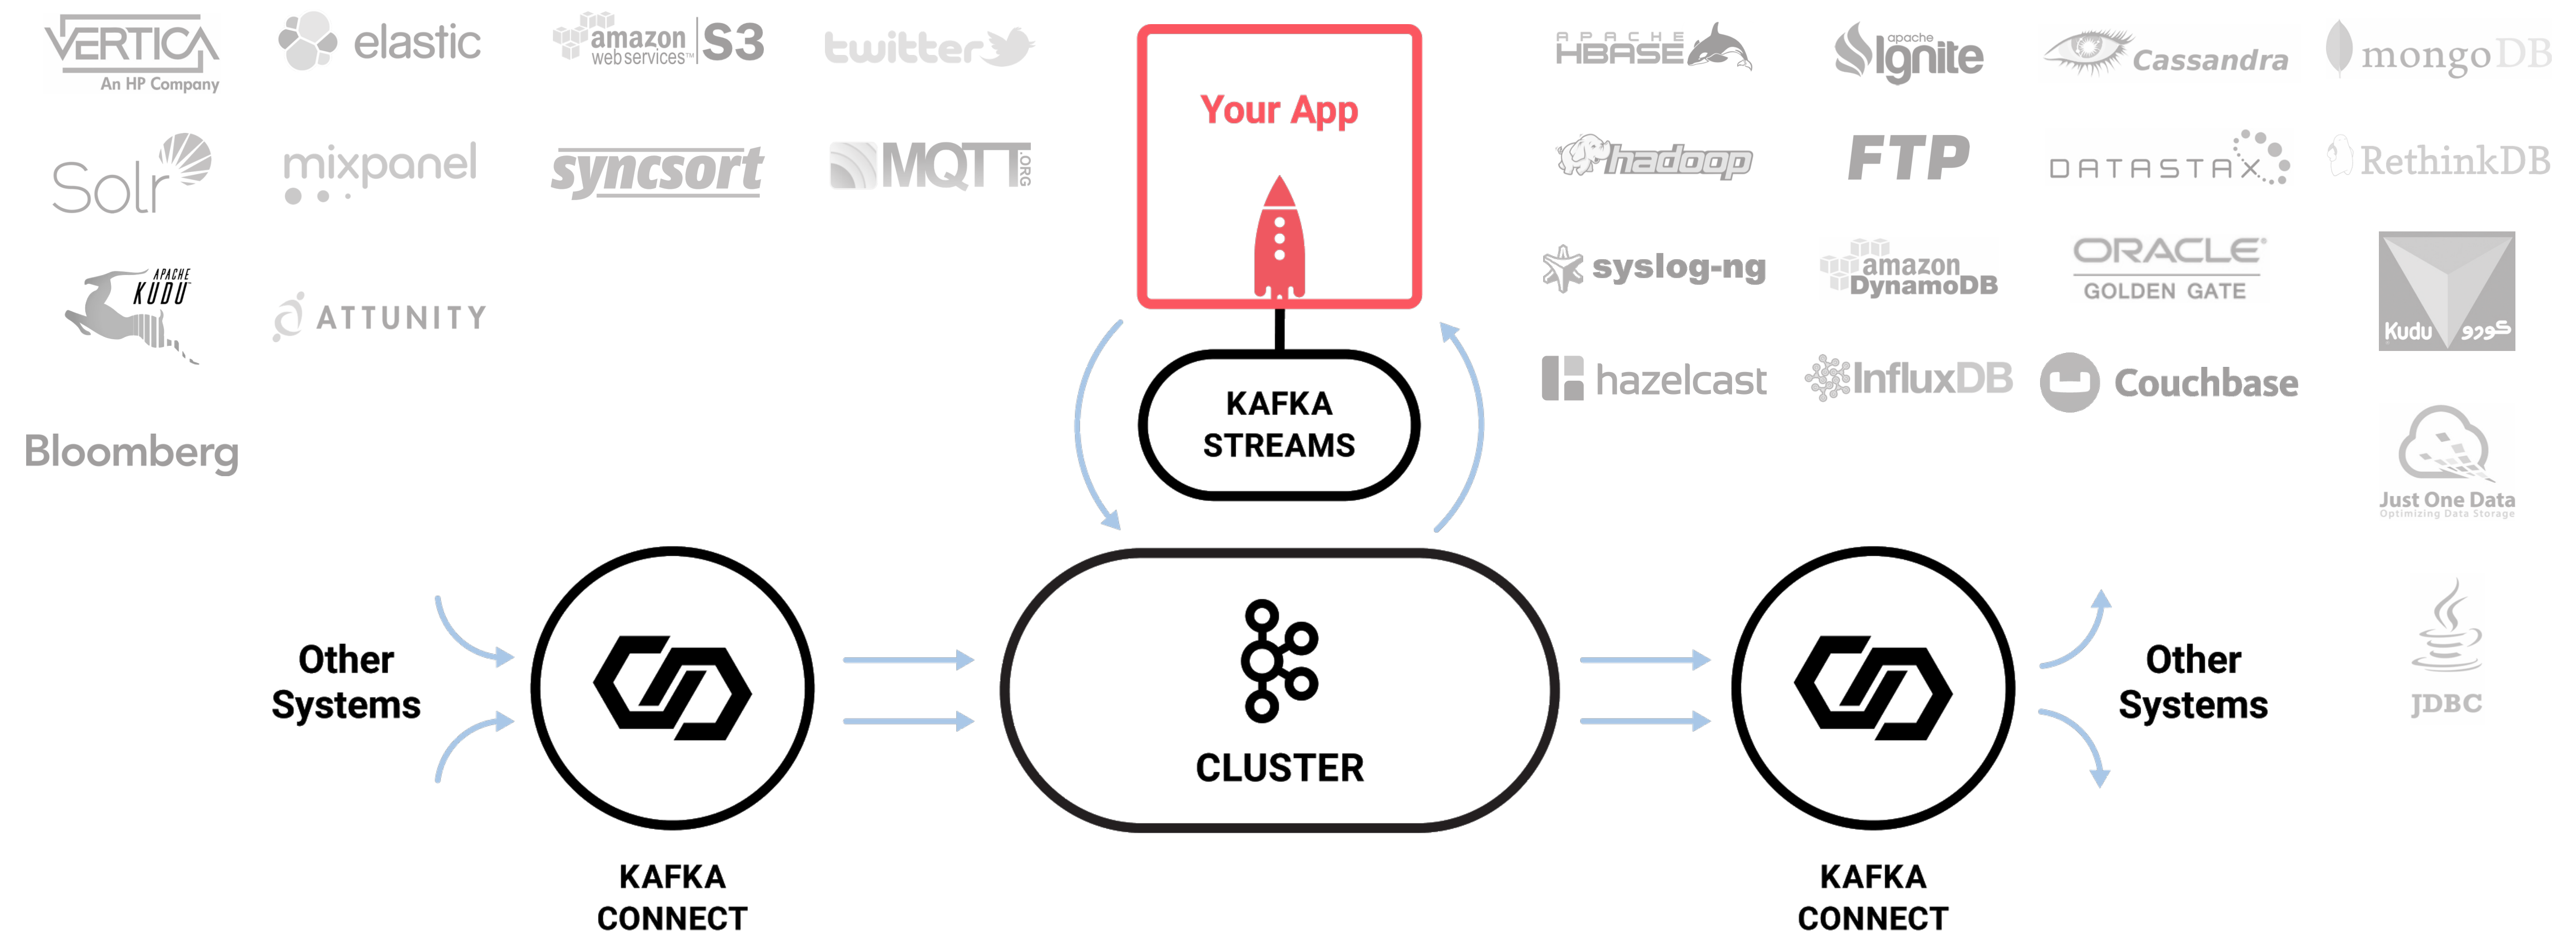 VERTICA
An HP Company
elastic
amazon
web services™
S3
twitter
Solr
mixpanel
syncsort
MQTT
.ORG
APACHE
KUDU
ATTUNITY
Bloomberg
Your App
KAFKA
STREAMS
APACHE
HBASE
apache
Ignite
Cassandra
mongoDB
hadoop
FTP
DATASTAX
RethinkDB
syslog-ng
amazon
DynamoDB
ORACLE®
GOLDEN GATE
Kudu كودو
hazelcast
InfluxDB
Couchbase
Just One Data
Optimizing Data Storage
JDBC
Other
Systems
KAFKA
CONNECT
CLUSTER
KAFKA
CONNECT
Other
Systems